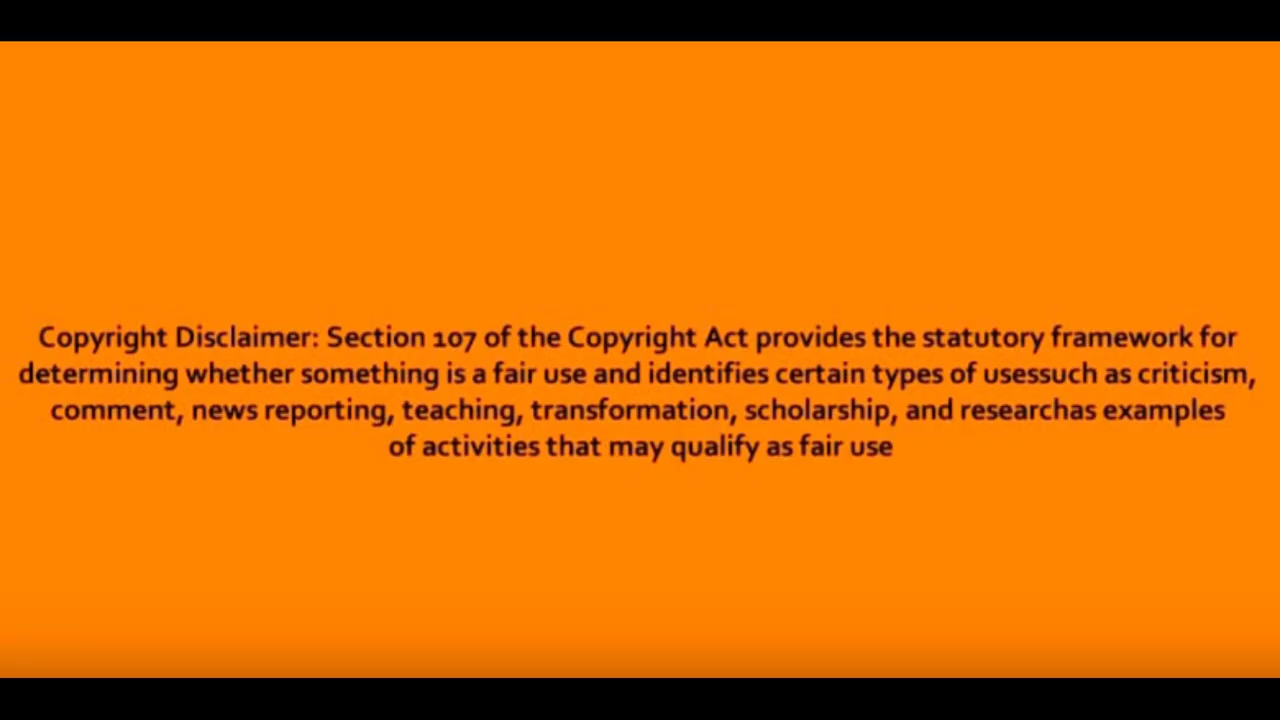 Copyright Disclaimer: Section 107 of the Copyright Act provides the statutory framework for
determining whether something is a fair use and identifies certain types of usessuch as criticism,
comment, news reporting, teaching, transformation, scholarship, and researchas examples
of activities that may qualify as fair use